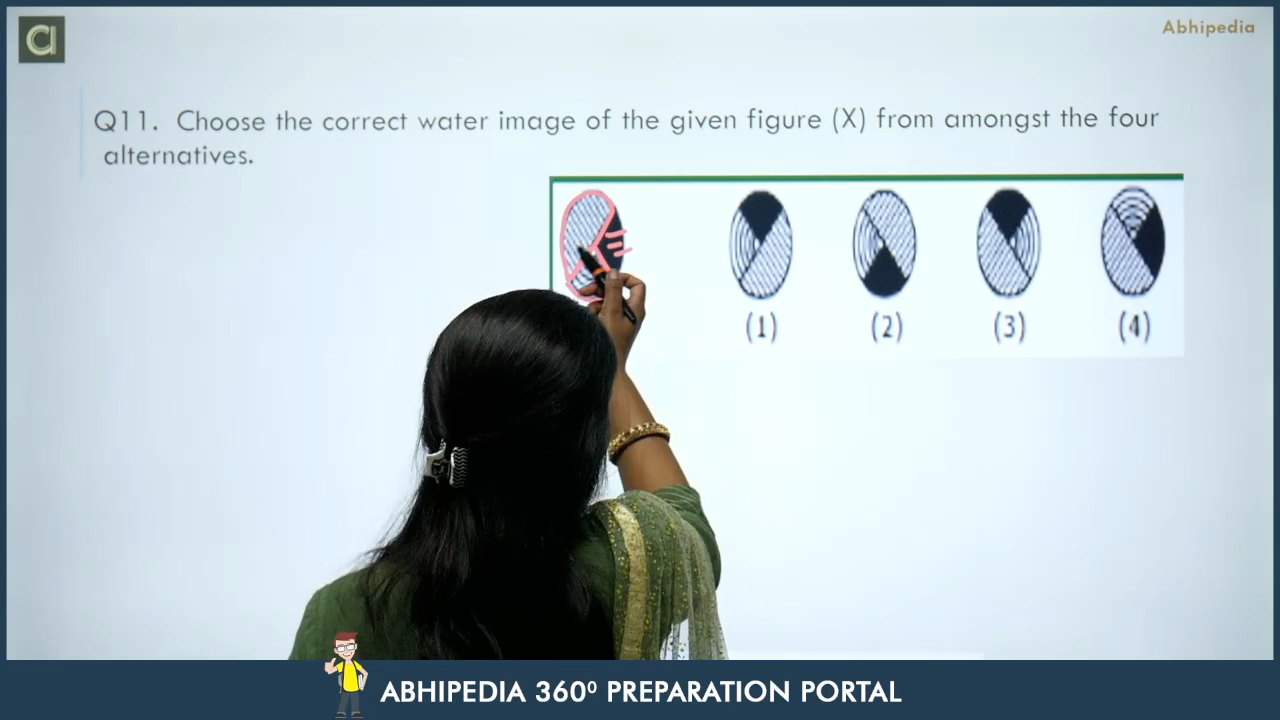 Abhipedia
Q11. Choose the correct water image of the given figure (X) from amongst the four
alternatives.
(1) (2) (3) (4)
ABHIPEDIA 360⁰ PREPARATION PORTAL